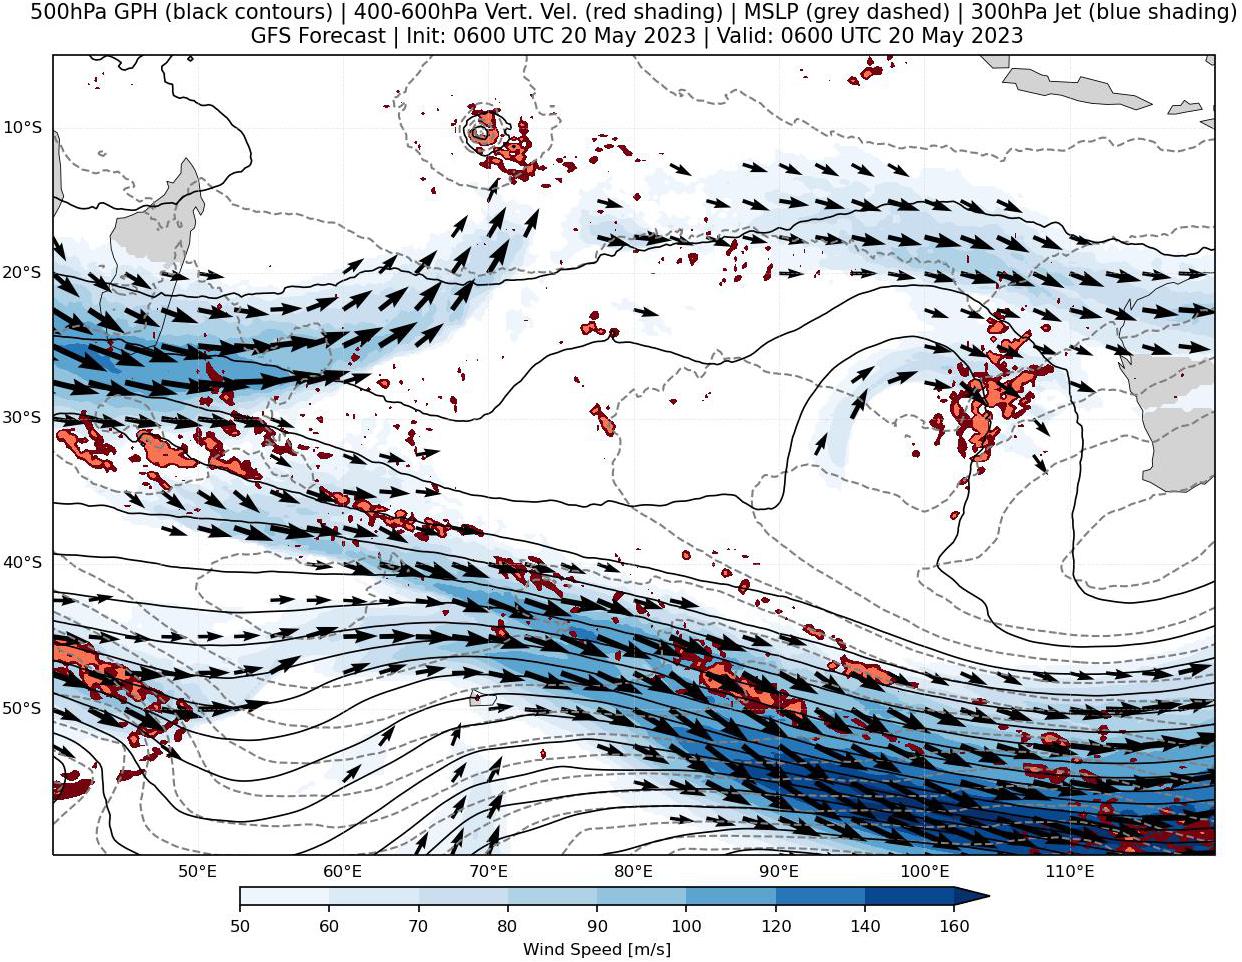 500hPa GPH (black contours) | 400-600hPa Vert. Vel. (red shading) | MSLP (grey dashed) | 300hPa Jet (blue shading)
GFS Forecast | Init: 0600 UTC 20 May 2023 | Valid: 0600 UTC 20 May 2023
10°S
20°S
30°S
40°S
50°S
50°E 60°E 70°E 80°E 90°E 100°E 110°E
50 60 70 80 90 100 120 140 160
Wind Speed [m/s]